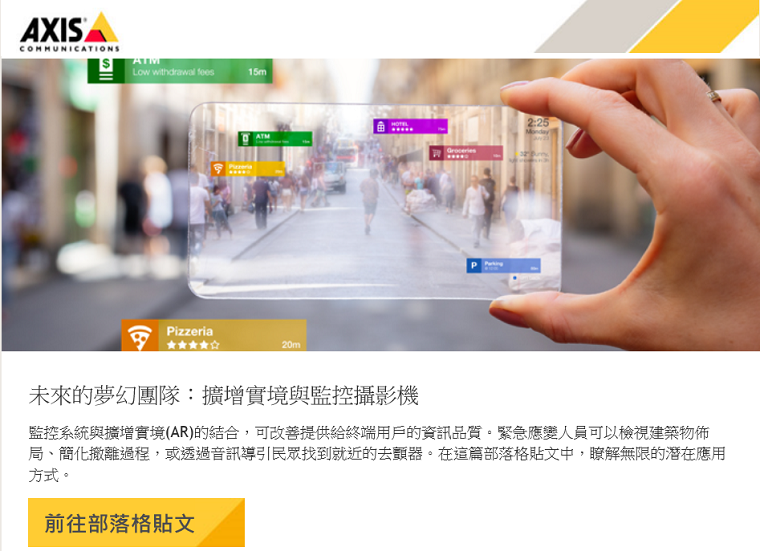 AXIS
COMMUNICATIONS
ATM
Low withdrawal fees 15m
2:25
Monday
HOTEL
ATM
Groceries
Pizzeria
P Parking
Pizzeria
20m
未來的夢幻團隊：擴增實境與監控攝影機
監控系統與擴增實境(AR)的結合，可改善提供給終端用戶的資訊品質。緊急應變人員可以檢視建築物佈
局、簡化撤離過程，或透過音訊導引民眾找到就近的去顫器。在這篇部落格貼文中，瞭解無限的潛在應用
方式。
前往部落格貼文